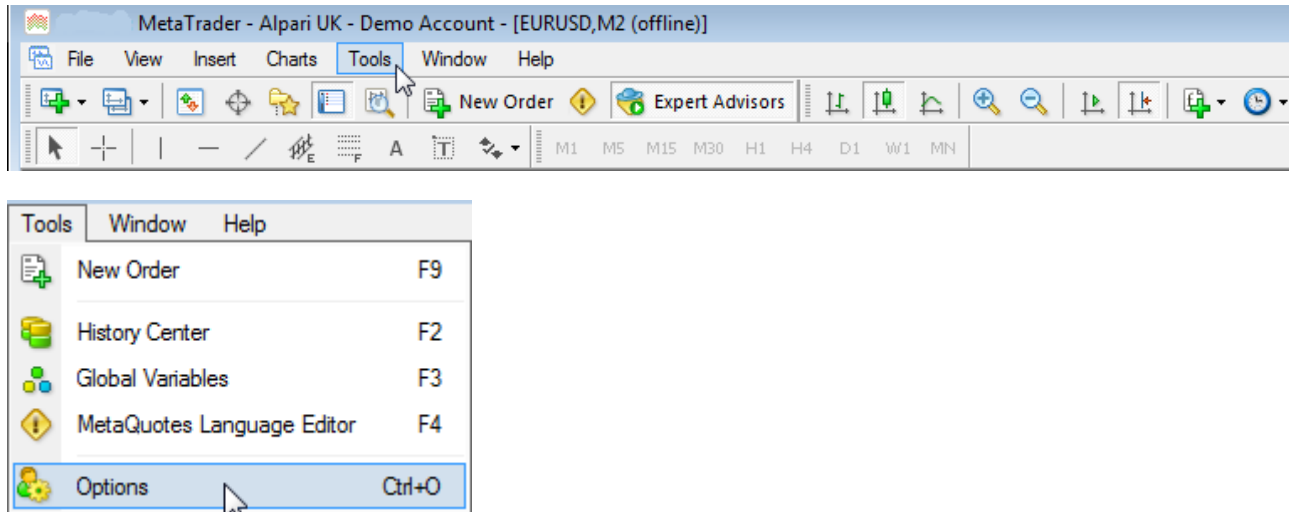 MetaTrader - Alpari UK - Demo Account - [EURUSD,M2 (offline)]
File View Insert Charts Tools Window Help
New Order Expert Advisors
E F A T M1 M5 M15 M30 H1 H4 D1 W1 MN
Tools Window Help
New Order F9
History Center F2
Global Variables F3
MetaQuotes Language Editor F4
Options Ctrl+O